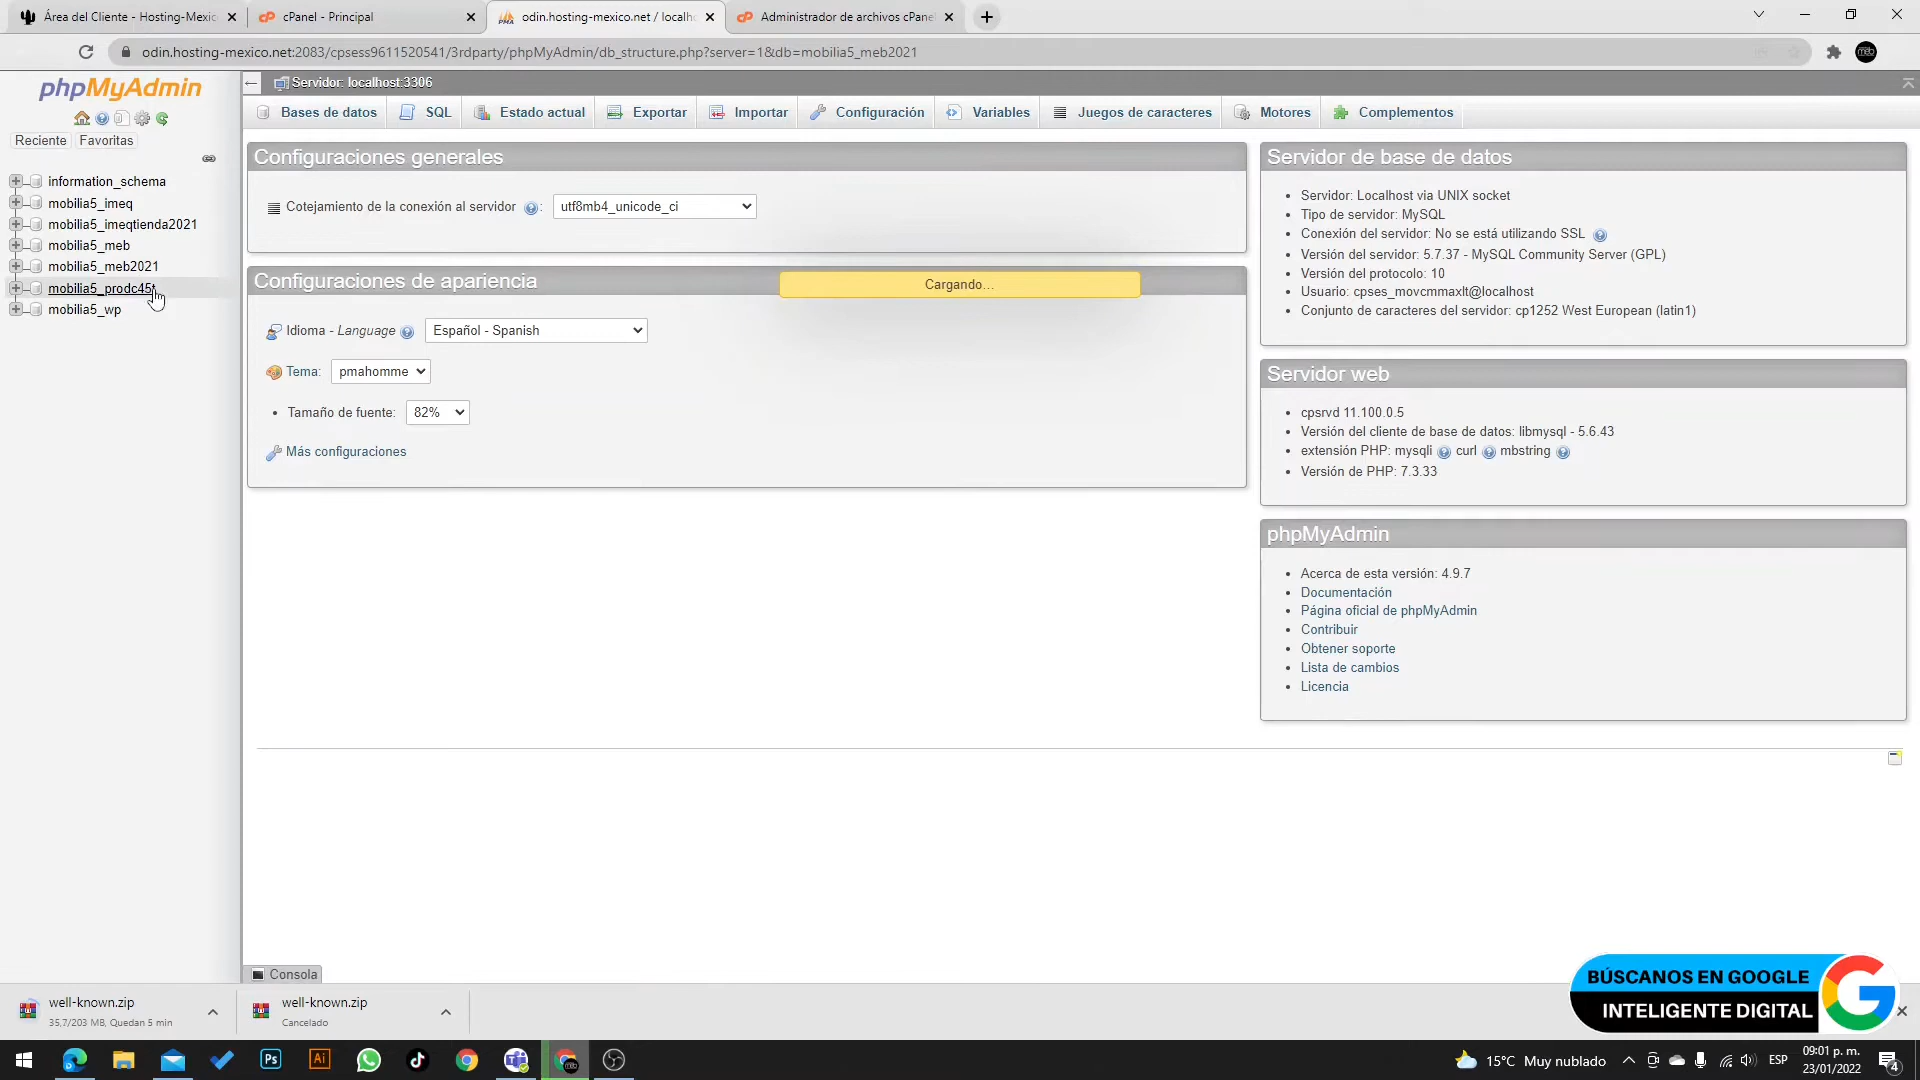 Área del Cliente - Hosting-Mexic
cPanel - Principal
odin.hosting-mexico.net / localh
Administrador de archivos cPanel
odin.hosting-mexico.net:2083/cpsess9611520541/3rdparty/phpMyAdmin/db_structure.php?server=1&db=mobilia5_meb2021
phpMyAdmin
Reciente
Favoritas
information_schema
mobilia5_imeq
mobilia5_imeqtienda2021
mobilia5_meb
mobilia5_meb2021
mobilia5_prodc45t
mobilia5_wp
Servidor: localhost:3306
Bases de datos
SQL
Estado actual
Exportar
Importar
Configuración
Variables
Juegos de caracteres
Motores
Complementos
Configuraciones generales
Cotejamiento de la conexión al servidor :
utf8mb4_unicode_ci
Configuraciones de apariencia
Cargando…
Idioma - Language
Español - Spanish
Tema:
pmahomme
Tamaño de fuente:
82%
Más configuraciones
Servidor de base de datos
Servidor: Localhost via UNIX socket
Tipo de servidor: MySQL
Conexión del servidor: No se está utilizando SSL
Versión del servidor: 5.7.37 - MySQL Community Server (GPL)
Versión del protocolo: 10
Usuario: cpses_movcmmaxlt@localhost
Conjunto de caracteres del servidor: cp1252 West European (latin1)
Servidor web
cpsrvd 11.100.0.5
Versión del cliente de base de datos: libmysql - 5.6.43
extensión PHP: mysqli curl mbstring
Versión de PHP: 7.3.33
phpMyAdmin
Acerca de esta versión: 4.9.7
Documentación
Página oficial de phpMyAdmin
Contribuir
Obtener soporte
Lista de cambios
Licencia
Consola
BÚSCANOS EN GOOGLE
INTELIGENTE DIGITAL
well-known.zip
35,7/203 MB, Quedan 5 min
well-known.zip
Cancelado
Ps
Ai
15°C Muy nublado
ESP
09:01 p. m.
23/01/2022
4